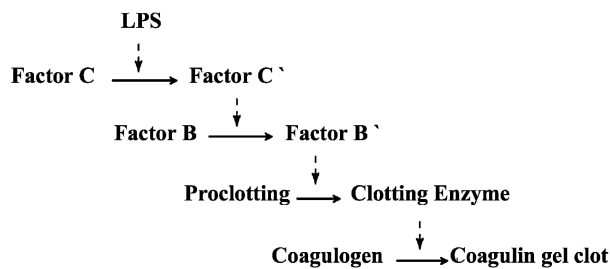 LPS
Factor C Factor C `
Factor B Factor B `
Proclotting Clotting Enzyme
Coagulogen Coagulin gel clot